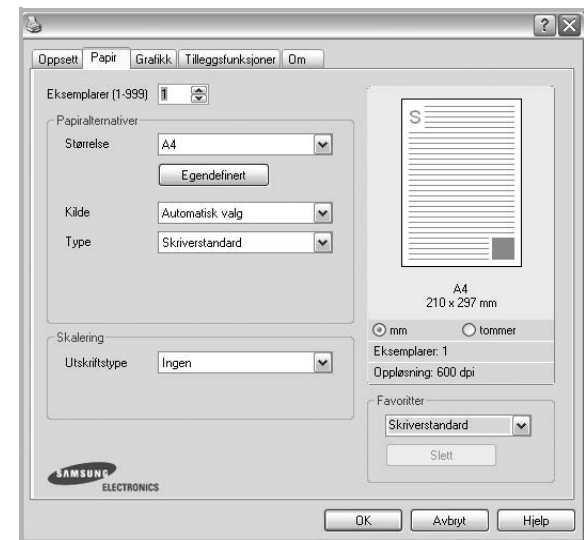 Oppsett Papir Grafikk Tilleggsfunksjoner Om
Eksemplarer (1-999) 1
Papiralternativer
Størrelse A4
Egendefinert
Kilde Automatisk valg
Type Skriverstandard
Skalering
Utskriftstype Ingen
S
A4
210 x 297 mm
mm tommer
Eksemplarer: 1
Oppløsning: 600 dpi
Favoritter
Skriverstandard
Slett
SAMSUNG
ELECTRONICS
OK Avbryt Hjelp